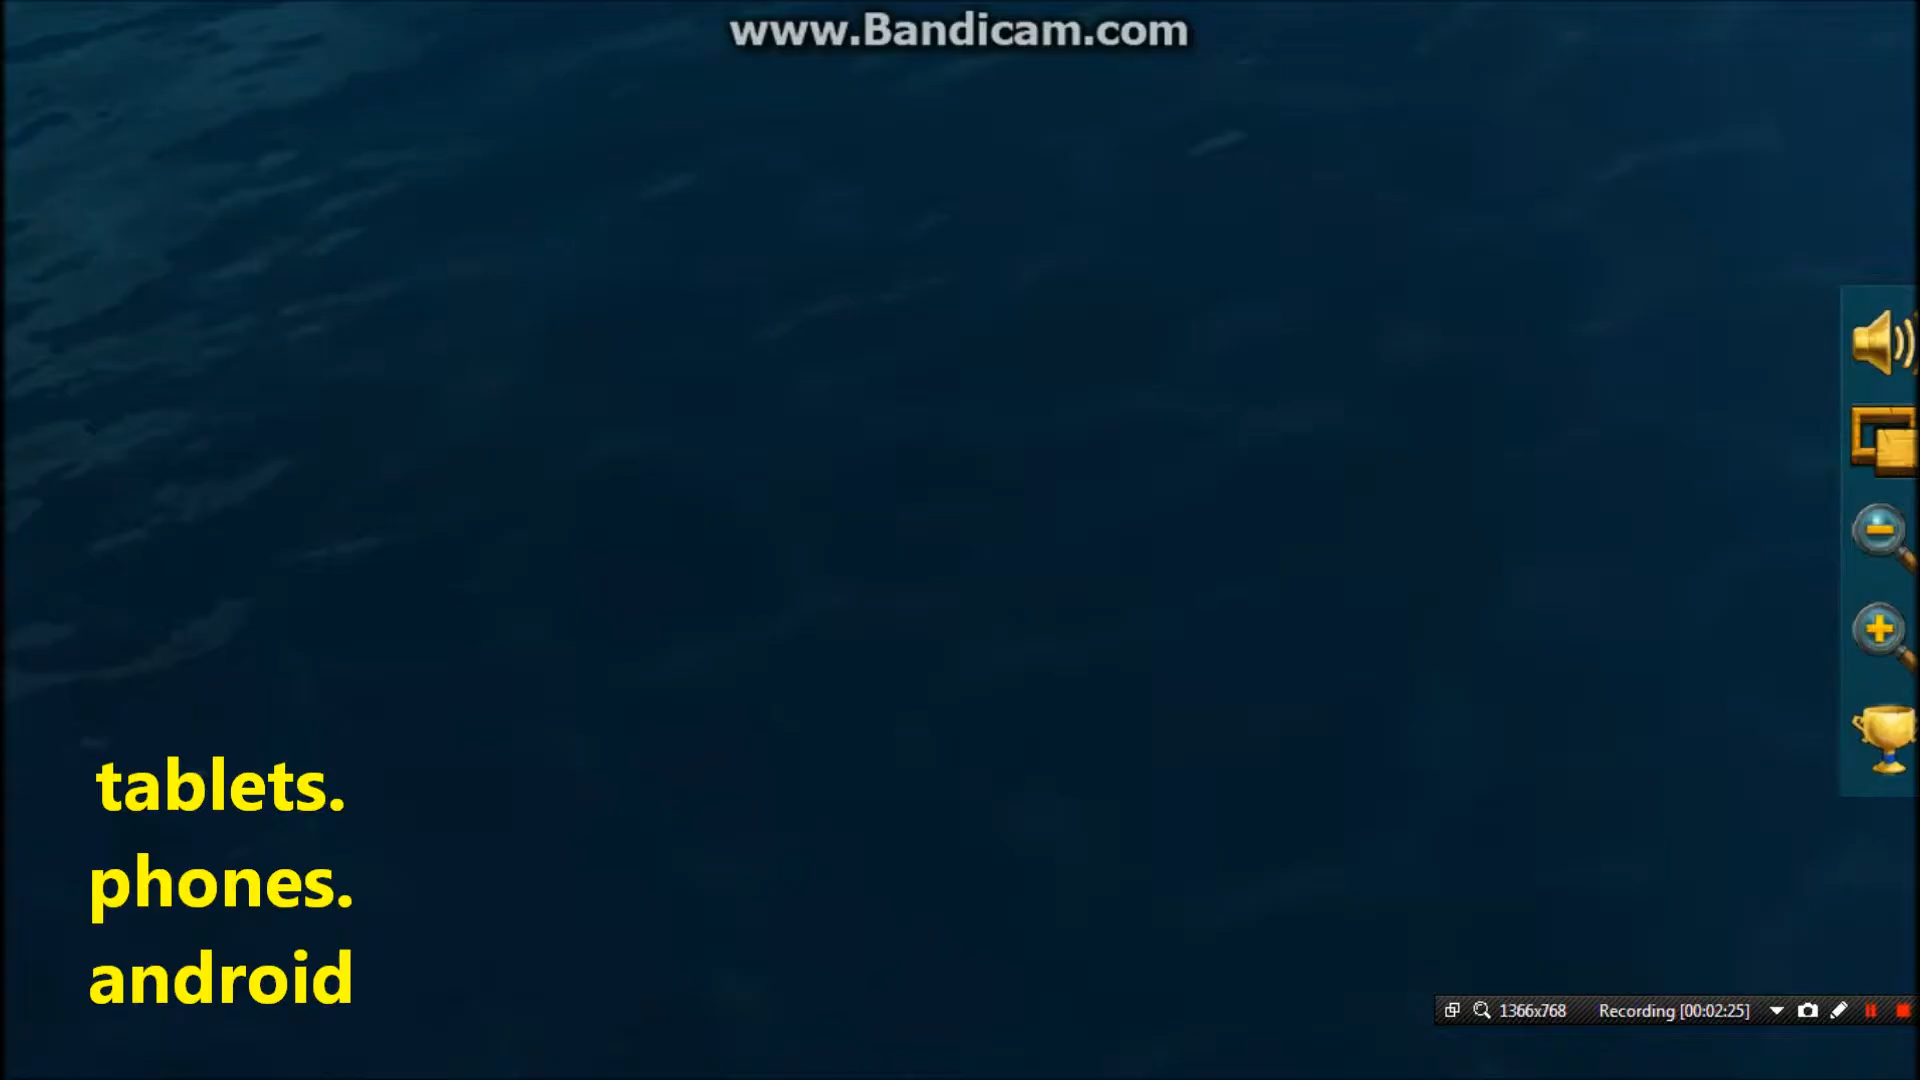 www.Bandicam.com
tablets.
phones.
android
1366x768 Recording [00:02:25]